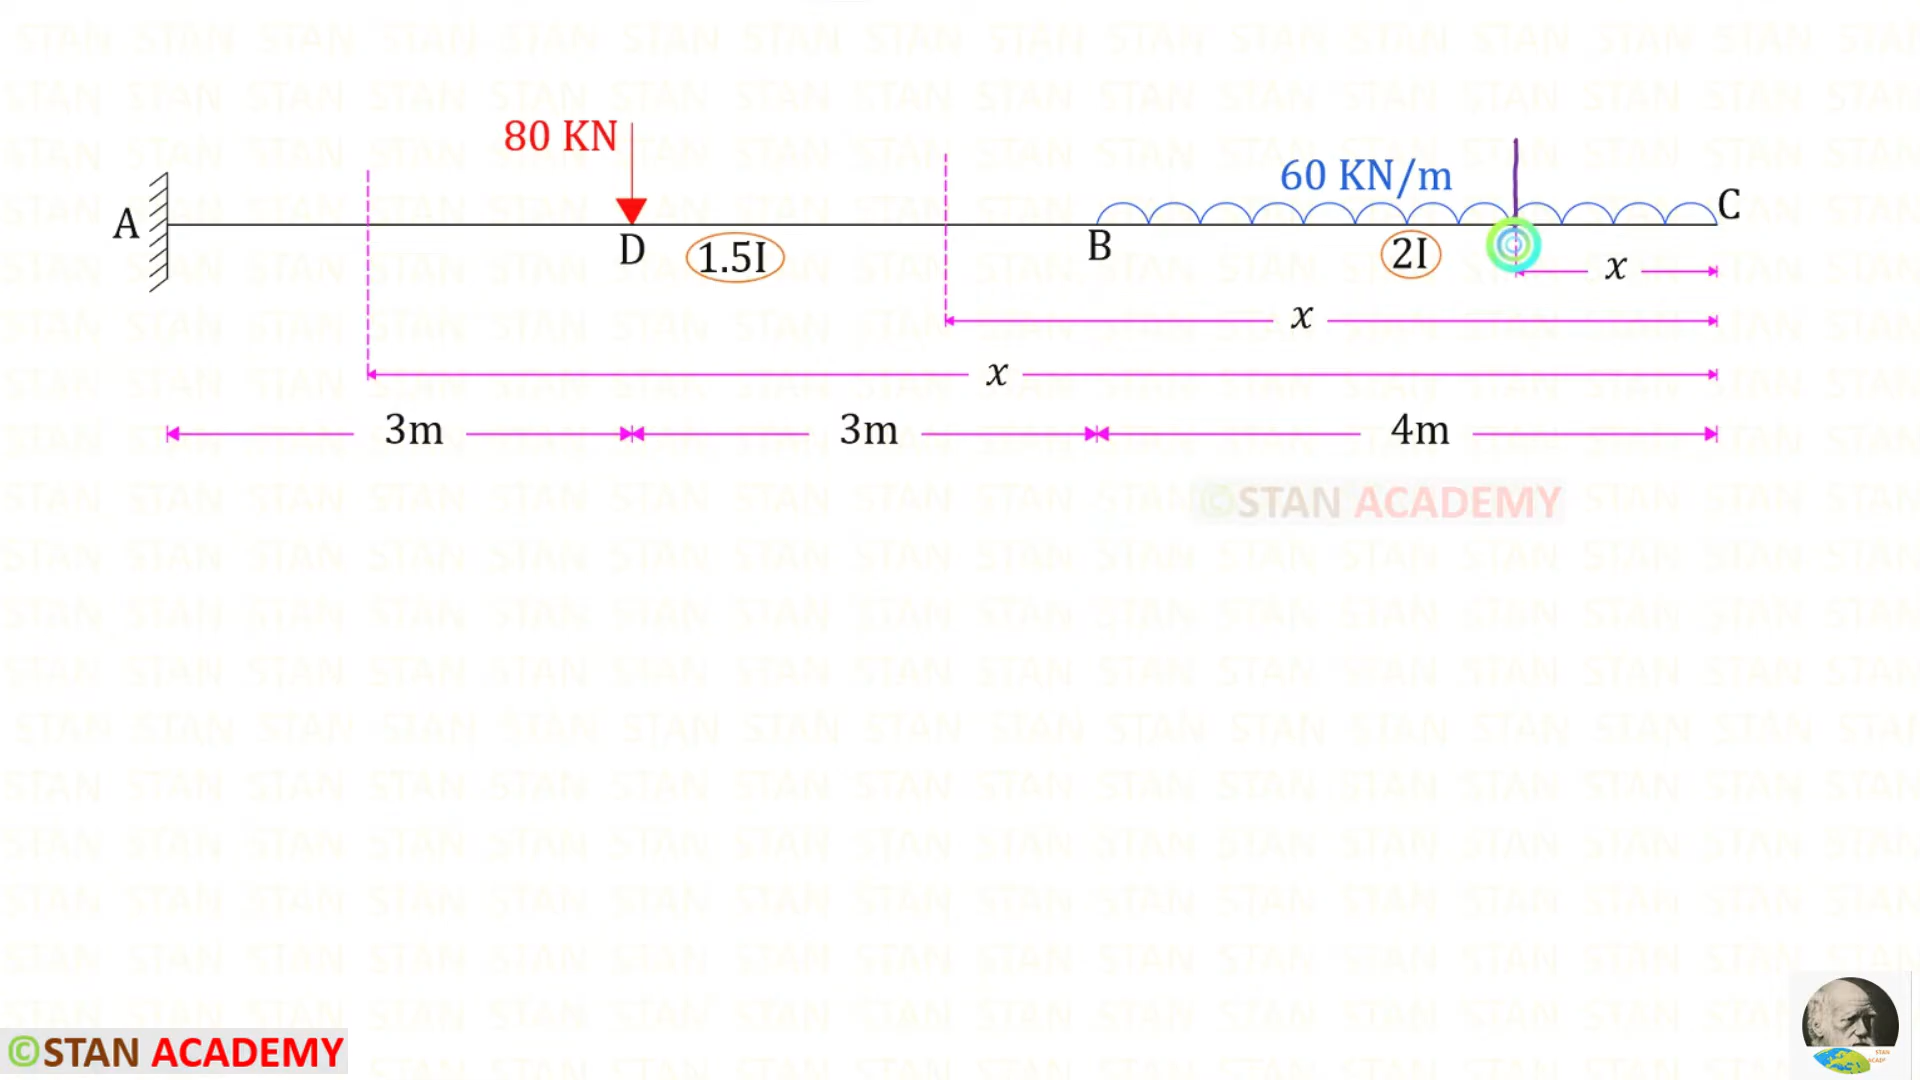 80 KN
60 KN/m
A
C
D
1.5I
B
2I
x
x
x
3m
3m
4m
©STAN ACADEMY
©STAN ACADEMY